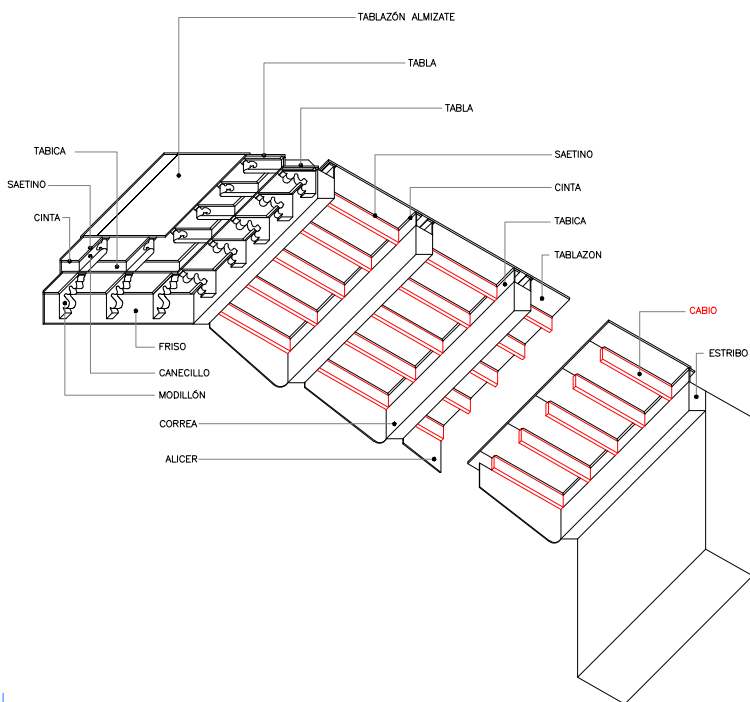 TABLAZÓN ALMIZATE
TABLA
TABLA
TABICA
SAETINO
SAETINO
CINTA
CINTA
TABICA
TABLAZON
CABIO
ESTRIBO
FRISO
CANECILLO
MODILLÓN
CORREA
ALICER